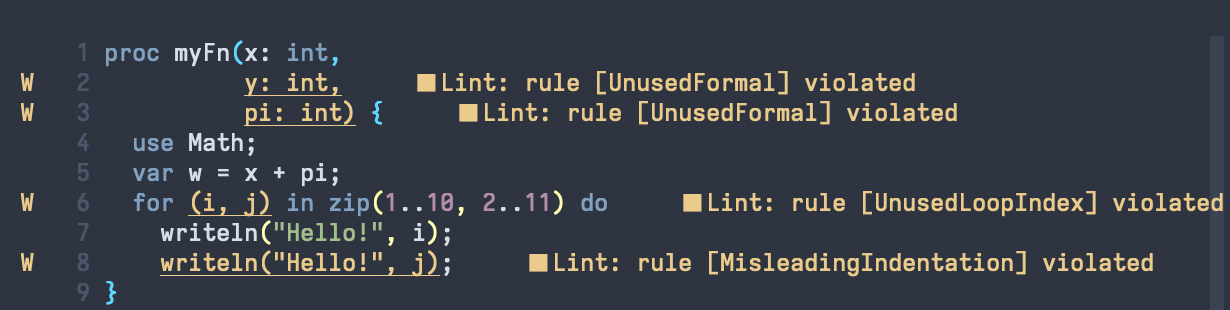 1 proc myFn(x: int,
W 2 y: int, Lint: rule [UnusedFormal] violated
W 3 pi: int) { Lint: rule [UnusedFormal] violated
4 use Math;
5 var w = x + pi;
W 6 for (i, j) in zip(1..10, 2..11) do Lint: rule [UnusedLoopIndex] violated
7 writeln("Hello!", i);
W 8 writeln("Hello!", j); Lint: rule [MisleadingIndentation] violated
9 }